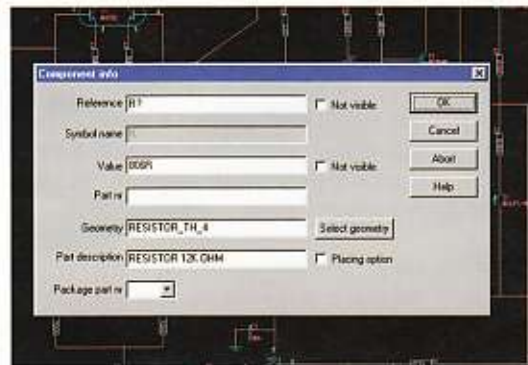 Component info
Reference R?
Not visible
OK
Symbol name
Cancel
Value 806R
Not visible
Abort
Part nr
Help
Geometry RESISTOR_TH_4
Select geometry
Part description RESISTOR 12K OHM
Placing option
Package part nr